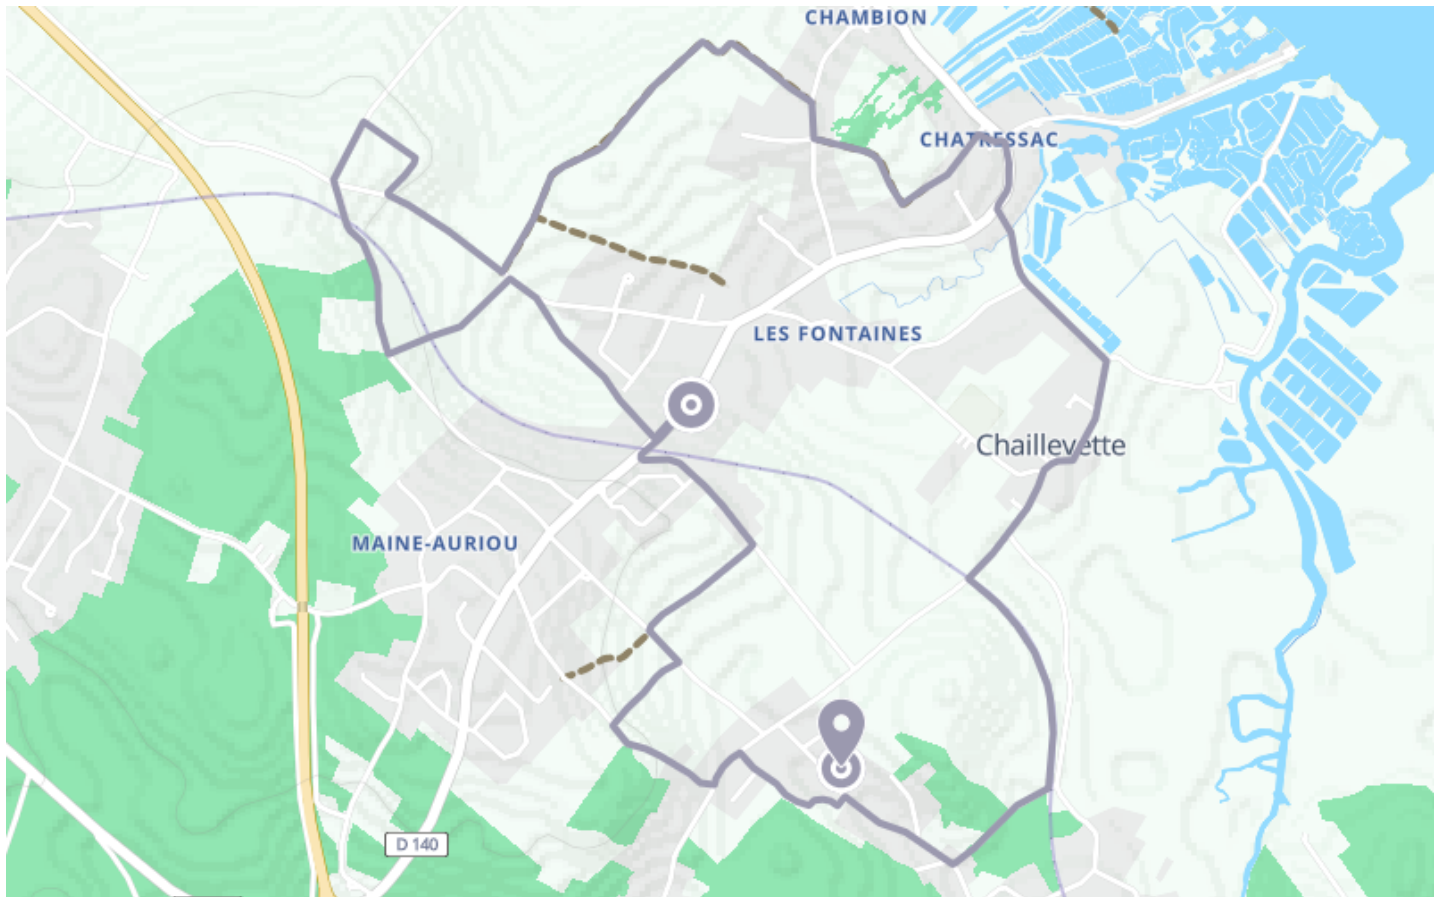 CHAMBION
CHATRESSAC
LES FONTAINES
Chaillevette
MAINE-AURIOU
D 140